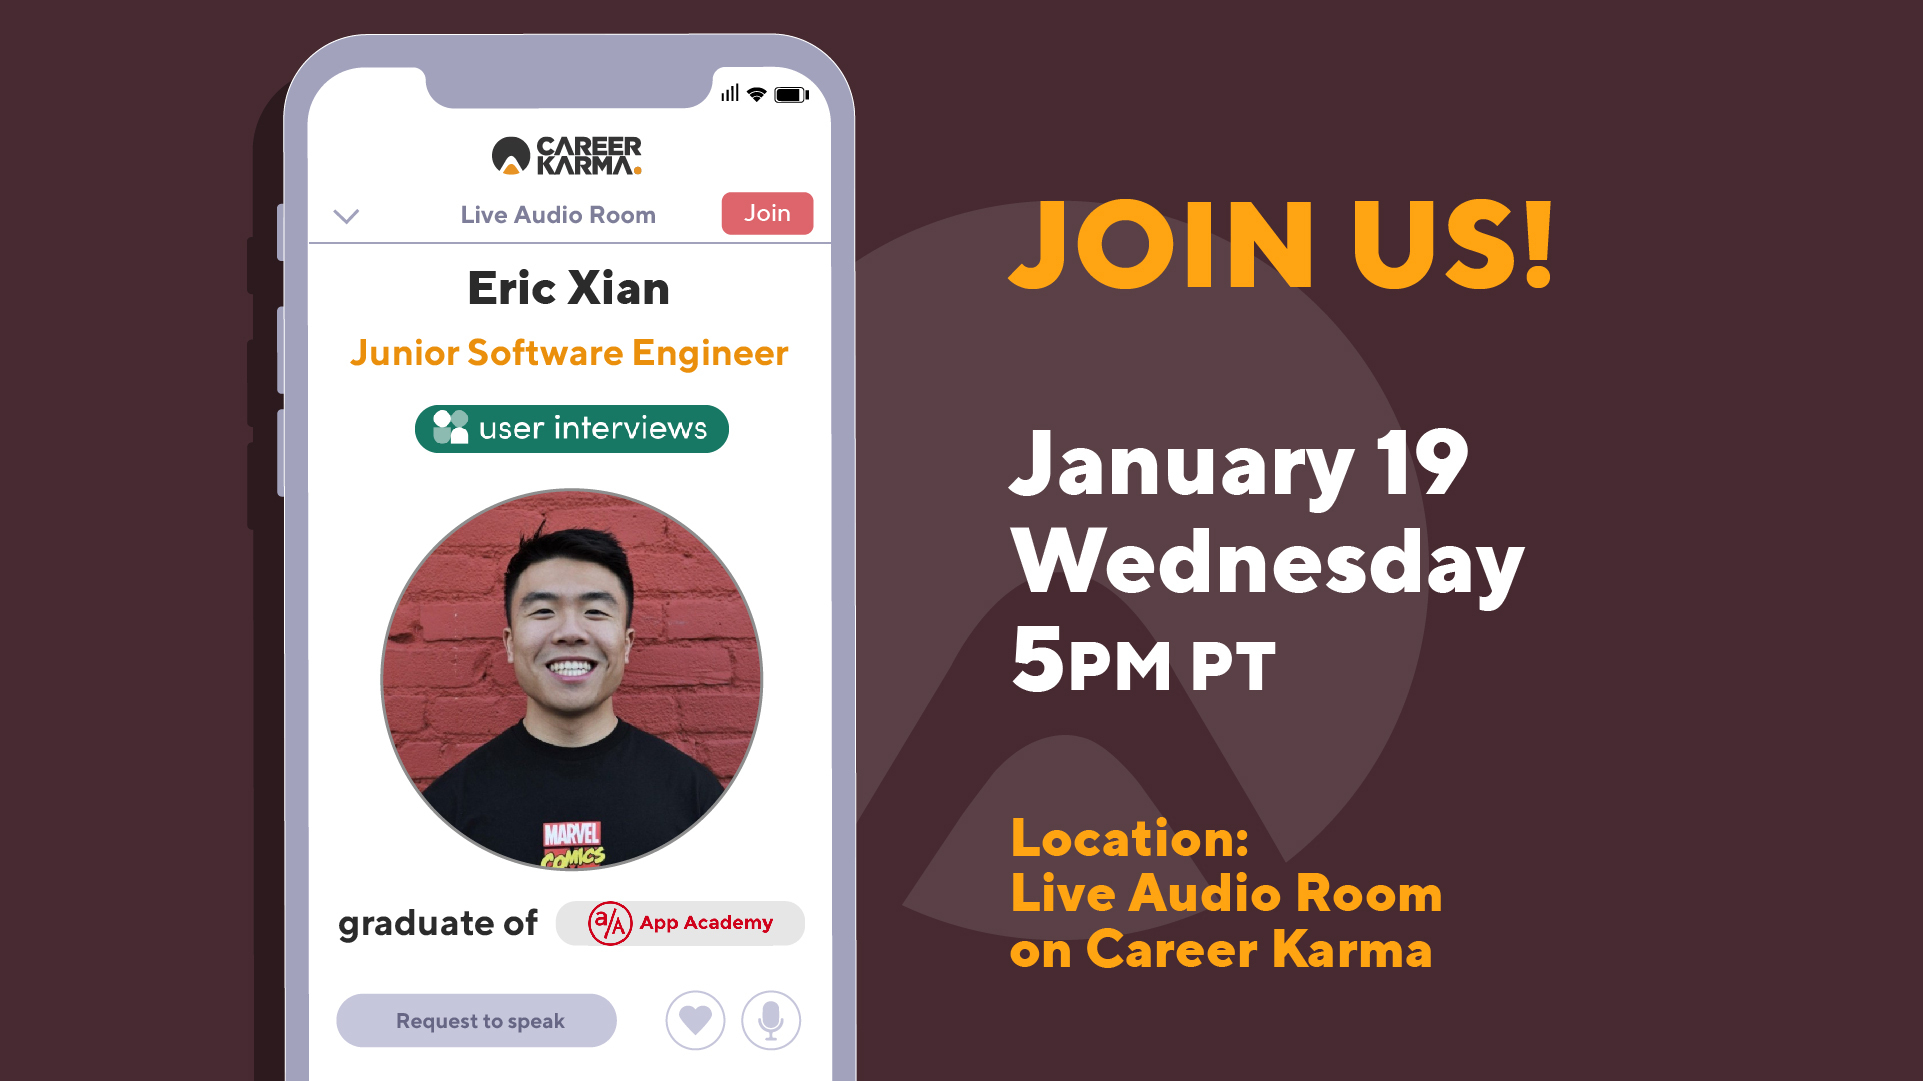 CAREER
KARMA.
Live Audio Room
Join
Eric Xian
Junior Software Engineer
user interviews
MARVEL
COMICS
graduate of
a/A App Academy
Request to speak
JOIN US!
January 19
Wednesday
5PM PT
Location:
Live Audio Room
on Career Karma